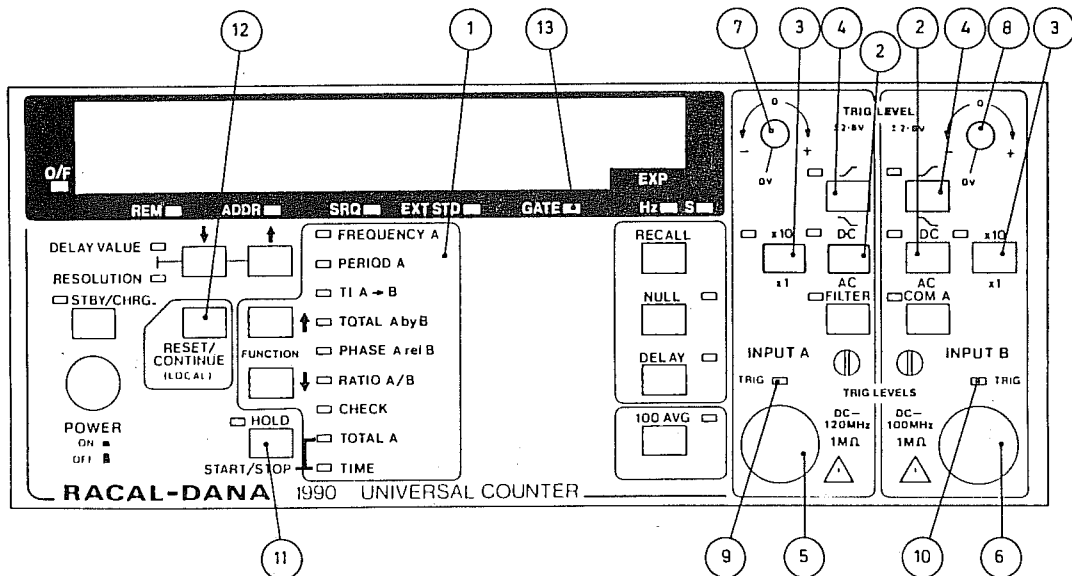 12
1
13
7
3
4
2
2
4
8
3
O/F
REM
ADDR
SRQ
EXT STD
GATE
EXP
Hz
S
DELAY VALUE
RESOLUTION
STBY/CHRG.
RESET/
CONTINUE
(LOCAL)
FUNCTION
POWER
ON
OFF
HOLD
START/STOP
FREQUENCY A
PERIOD A
TI A → B
TOTAL A by B
PHASE A rel B
RATIO A/B
CHECK
TOTAL A
TIME
RECALL
NULL
DELAY
100 AVG
TRIG LEVEL
0
±2·8V
- +
0V
x10
x1
DC
AC
FILTER
INPUT A
TRIG
DC—
120MHz
1MΩ
0
±2·8V
- +
0V
DC
AC
x10
x1
COM A
INPUT B
TRIG
TRIG LEVELS
DC—
100MHz
1MΩ
RACAL-DANA 1990 UNIVERSAL COUNTER
11
9
5
10
6